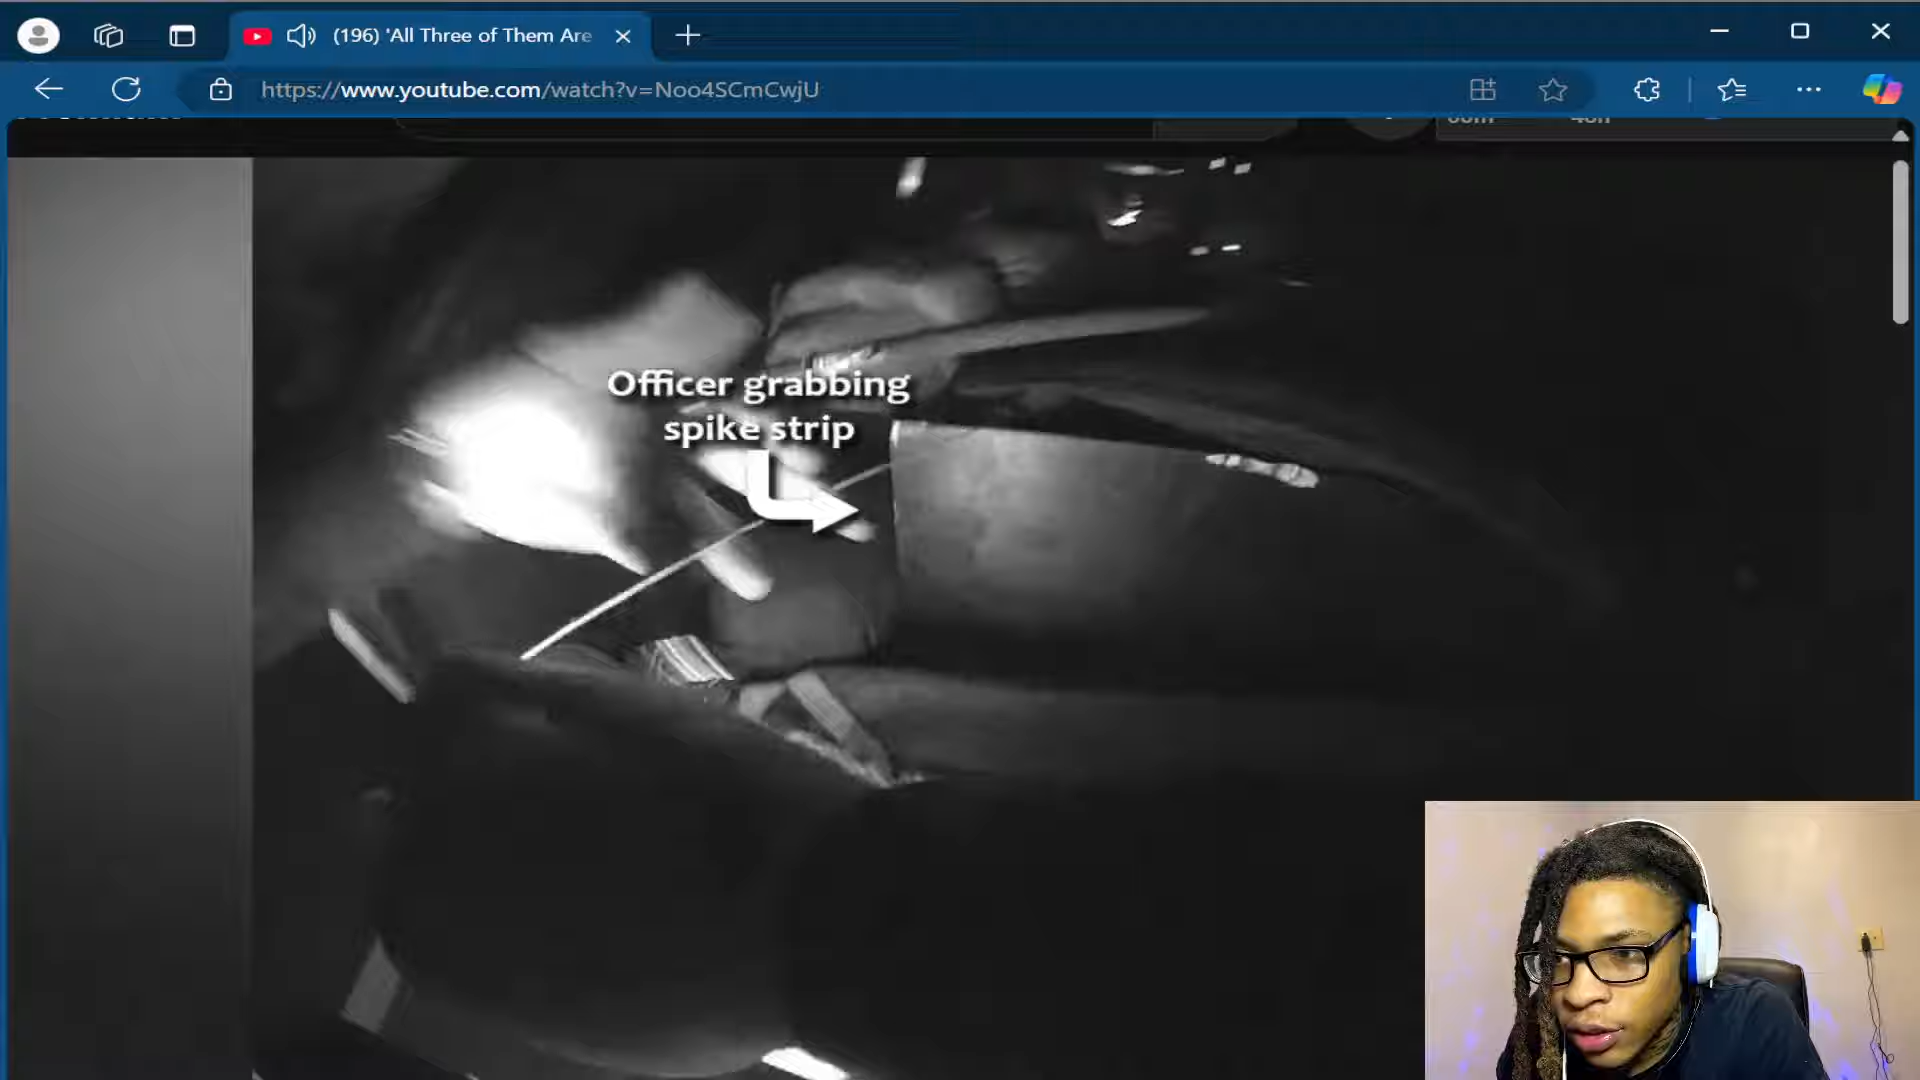 (196) 'All Three of Them Are
https://www.youtube.com/watch?v=Noo4SCmCwjU
Officer grabbing
spike strip